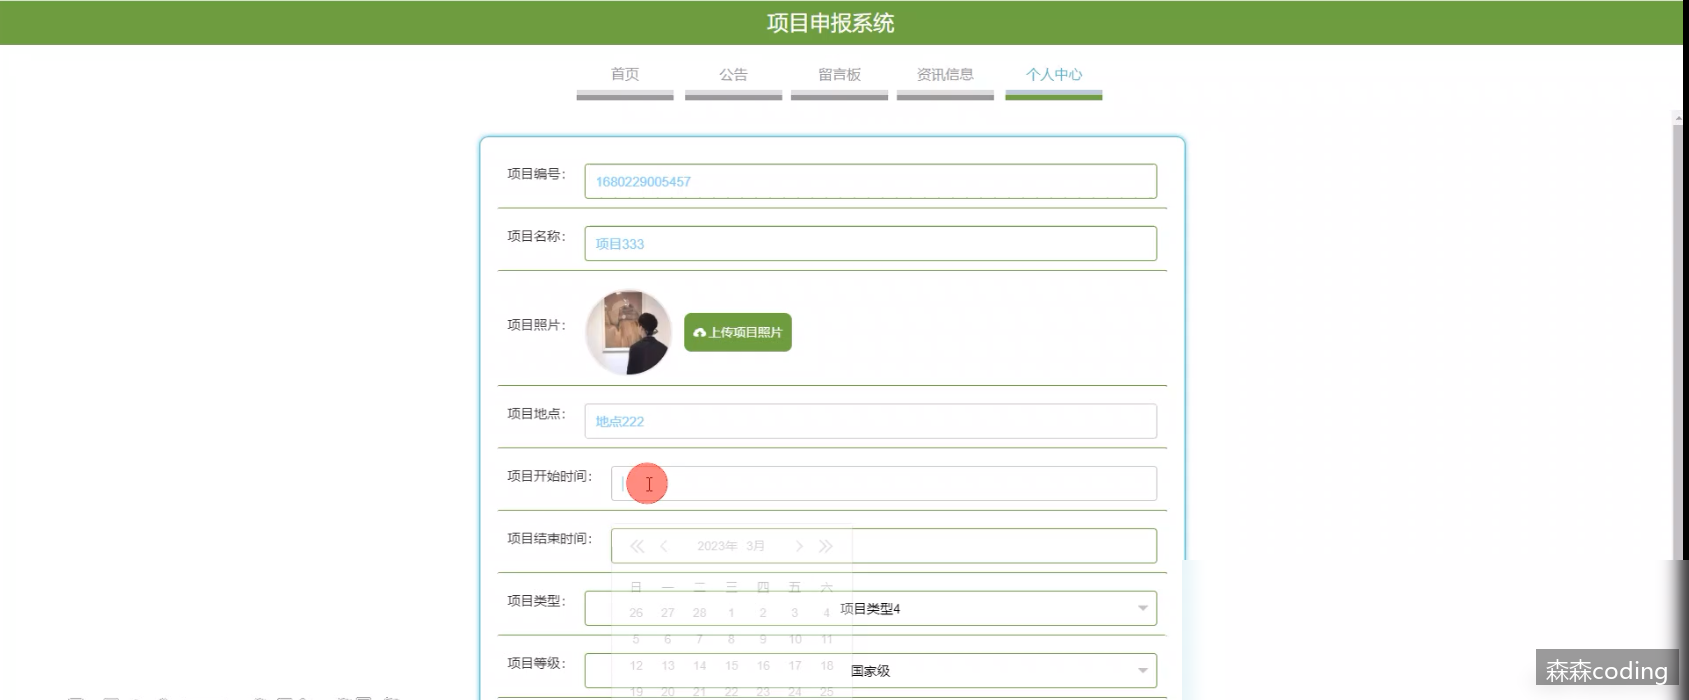 项目申报系统
首页 公告 留言板 资讯信息 个人中心
项目编号： 1680229005457
项目名称： 项目333
项目照片： 上传项目照片
项目地点： 地点222
项目开始时间：
项目结束时间： 2023年 3月
日 一 二 三 四 五 六
项目类型： 项目类型4
26 27 28 1 2 3 4
5 6 7 8 9 10 11
项目等级： 国家级
12 13 14 15 16 17 18
19 20 21 22 23 24 25
森森coding